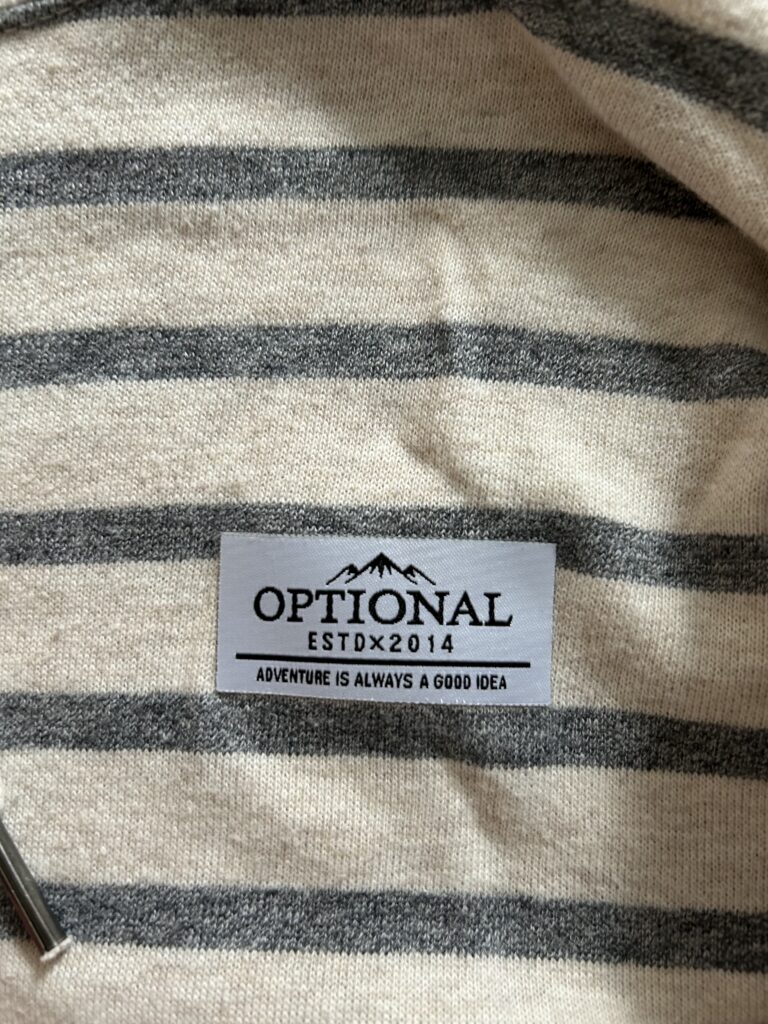 OPTIONAL
ESTD×2014
ADVENTURE IS ALWAYS A GOOD IDEA